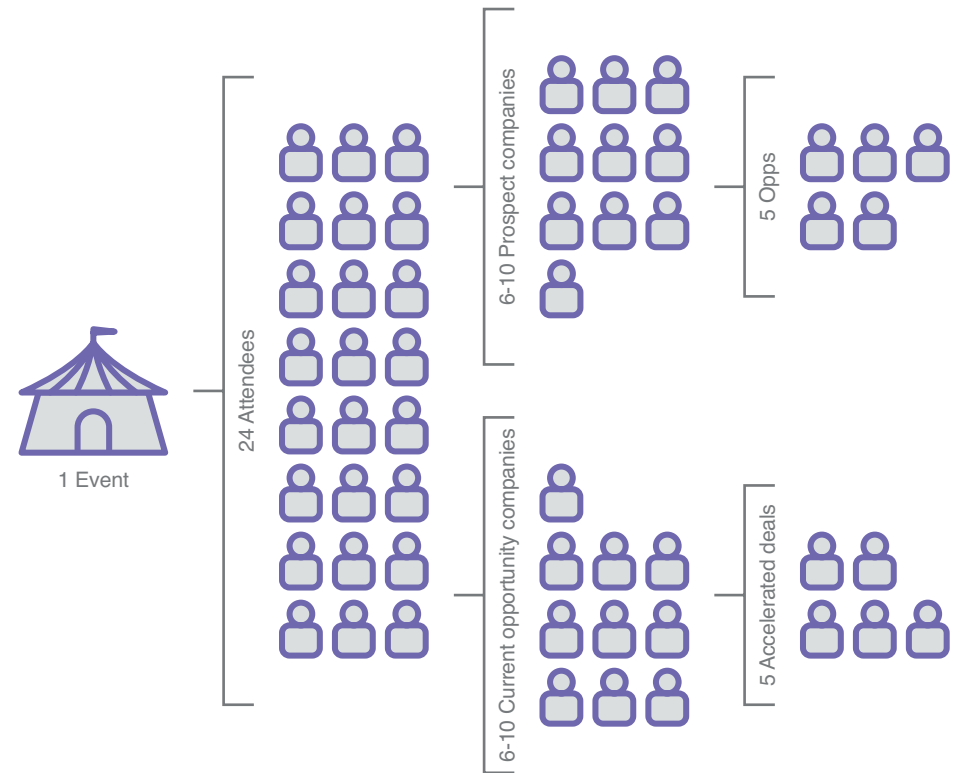 1 Event
24 Attendees
6-10 Prospect companies
5 Opps
6-10 Current opportunity companies
5 Accelerated deals